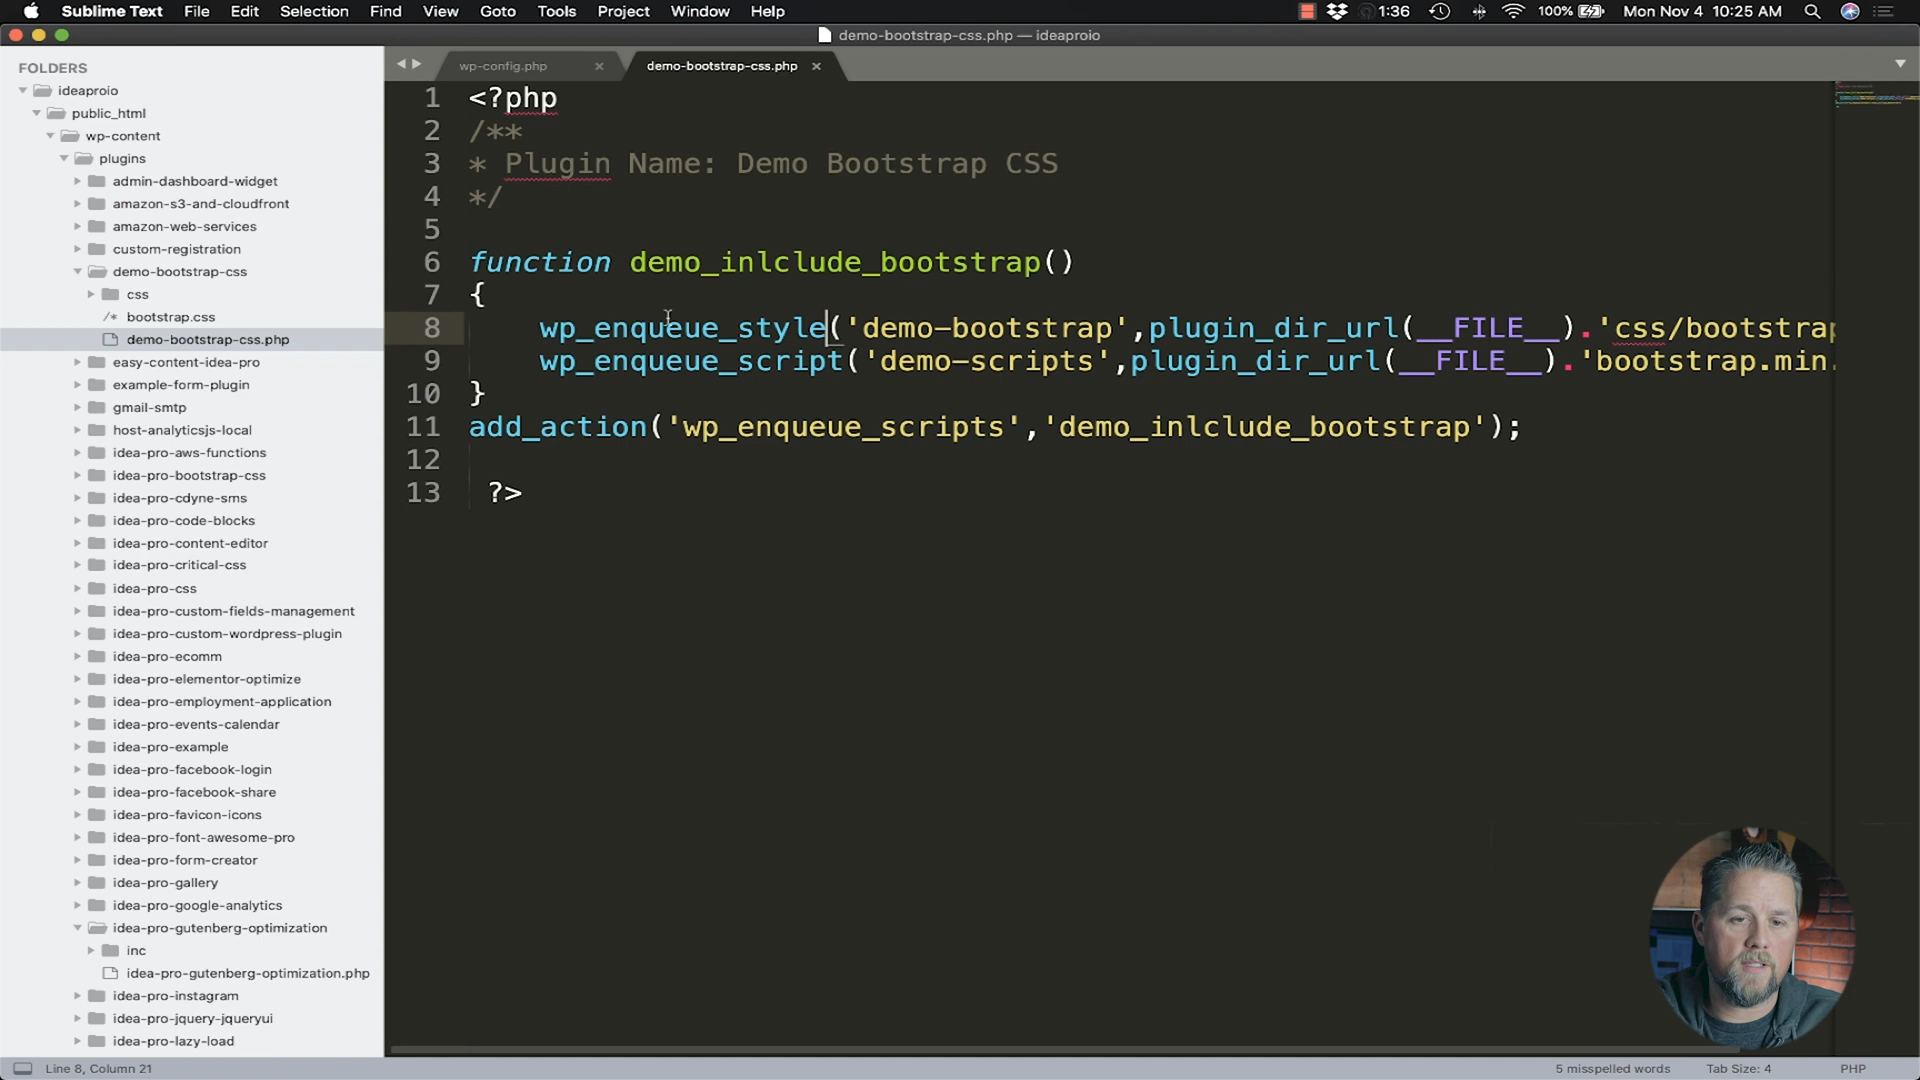 Sublime Text File Edit Selection Find View Goto Tools Project Window Help 1:36 100% Mon Nov 4 10:25 AM
demo-bootstrap-css.php — ideaproio
FOLDERS
ideaproio
public_html
wp-content
plugins
admin-dashboard-widget
amazon-s3-and-cloudfront
amazon-web-services
custom-registration
demo-bootstrap-css
css
/* bootstrap.css
demo-bootstrap-css.php
easy-content-idea-pro
example-form-plugin
gmail-smtp
host-analyticsjs-local
idea-pro-aws-functions
idea-pro-bootstrap-css
idea-pro-cdyne-sms
idea-pro-code-blocks
idea-pro-content-editor
idea-pro-critical-css
idea-pro-css
idea-pro-custom-fields-management
idea-pro-custom-wordpress-plugin
idea-pro-ecomm
idea-pro-elementor-optimize
idea-pro-employment-application
idea-pro-events-calendar
idea-pro-example
idea-pro-facebook-login
idea-pro-facebook-share
idea-pro-favicon-icons
idea-pro-font-awesome-pro
idea-pro-form-creator
idea-pro-gallery
idea-pro-google-analytics
idea-pro-gutenberg-optimization
inc
idea-pro-gutenberg-optimization.php
idea-pro-instagram
idea-pro-jquery-jqueryui
idea-pro-lazy-load
wp-config.php × demo-bootstrap-css.php ×
1 <?php
2 /**
3 * Plugin Name: Demo Bootstrap CSS
4 */
5
6 function demo_inlclude_bootstrap()
7 {
8 wp_enqueue_style('demo-bootstrap',plugin_dir_url(__FILE__).'css/bootstrap
9 wp_enqueue_script('demo-scripts',plugin_dir_url(__FILE__).'bootstrap.min.
10 }
11 add_action('wp_enqueue_scripts','demo_inlclude_bootstrap');
12
13 ?>
Line 8, Column 21 5 misspelled words Tab Size: 4 PHP